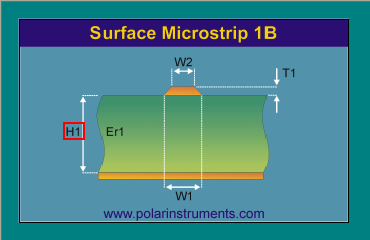 Surface Microstrip 1B
W2
T1
H1
Er1
W1
www.polarinstruments.com